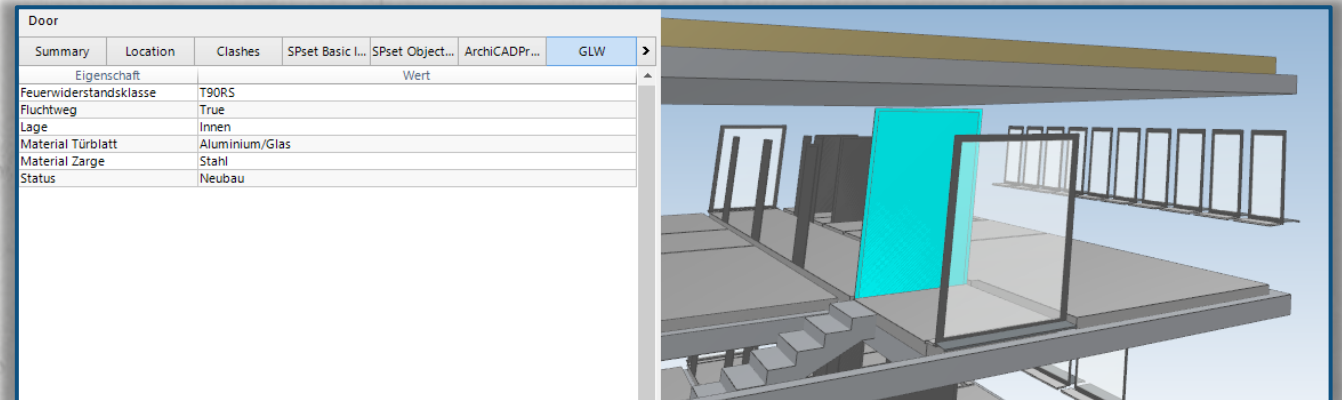 Door
Summary Location Clashes SPset Basic I... SPset Object... ArchiCADPr... GLW >
Eigenschaft Wert
Feuerwiderstandsklasse T90RS
Fluchtweg True
Lage Innen
Material Türblatt Aluminium/Glas
Material Zarge Stahl
Status Neubau